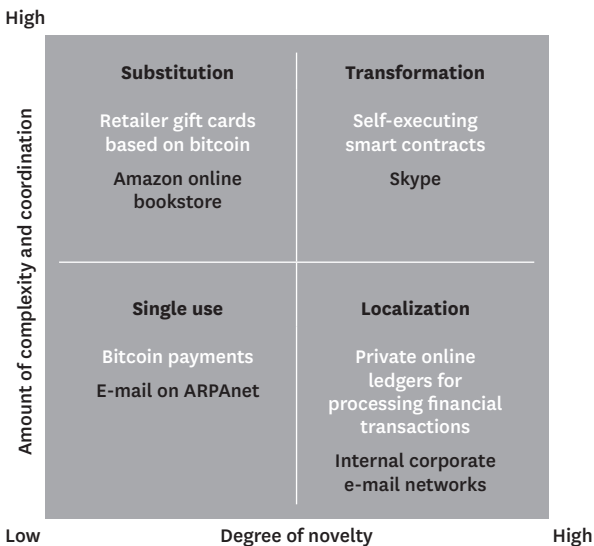 High
Amount of complexity and coordination
Substitution
Retailer gift cards
based on bitcoin
Amazon online
bookstore
Transformation
Self-executing
smart contracts
Skype
Single use
Bitcoin payments
E-mail on ARPAnet
Localization
Private online
ledgers for
processing financial
transactions
Internal corporate
e-mail networks
Low
Degree of novelty
High